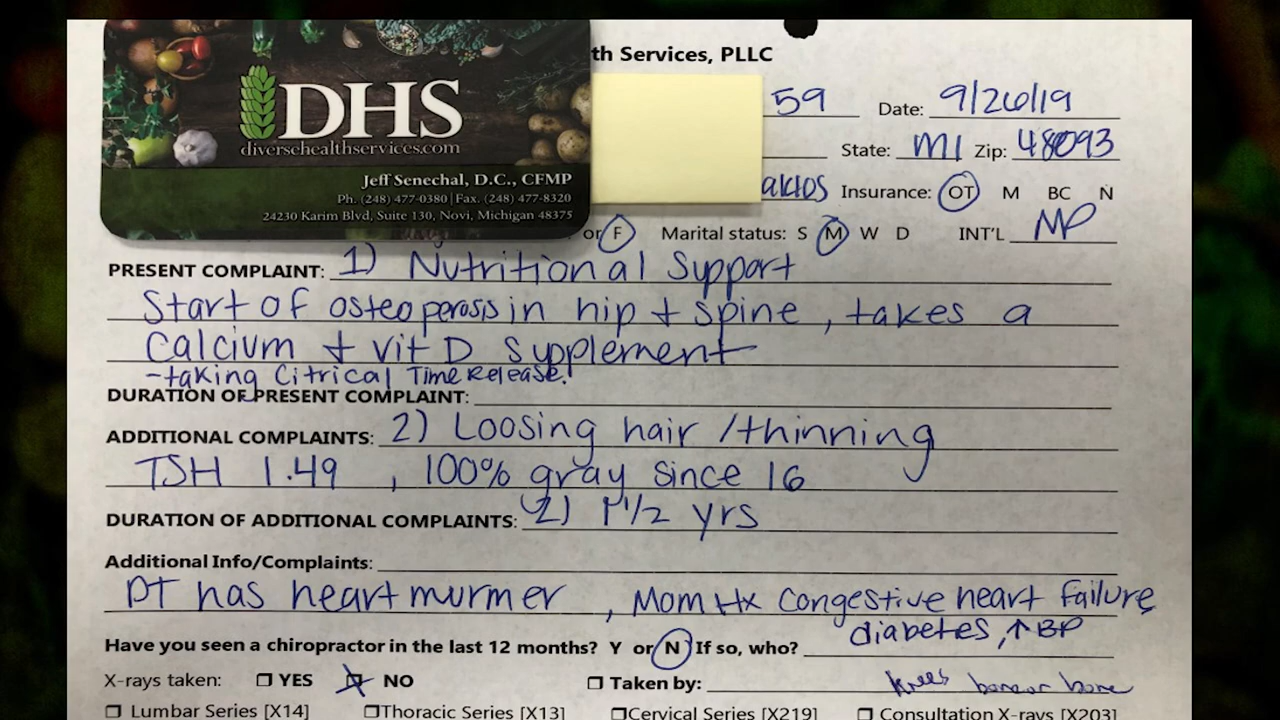 DHS
diversehealthservices.com
Jeff Senechal, D.C., CFMP
Ph. (248) 477-0380 | Fax. (248) 477-8320
24230 Karim Blvd, Suite 130, Novi, Michigan 48375
th Services, PLLC
59 Date: 9/26/19
State: MI Zip: 48093
Insurance: OT M BC N
or F Marital status: S M W D INT'L NP
PRESENT COMPLAINT: 1) Nutritional Support
Start of osteoperosis in hip + spine, takes a
Calcium + vit D Supplement
-taking Citrical Time Release.
DURATION OF PRESENT COMPLAINT:
ADDITIONAL COMPLAINTS: 2) Loosing hair /thinning
TSH 1.49, 100% gray since 16
DURATION OF ADDITIONAL COMPLAINTS: 2) 1 1/2 yrs
Additional Info/Complaints:
PT has heart murmer, Mom Hx Congestive heart Failure,
diabetes, ↑ BP
Have you seen a chiropractor in the last 12 months? Y or N If so, who?
X-rays taken: YES NO Taken by: Knees bone on bone
Lumbar Series [X14] Thoracic Series [X13] Cervical Series [X219] Consultation X-rays [X203]